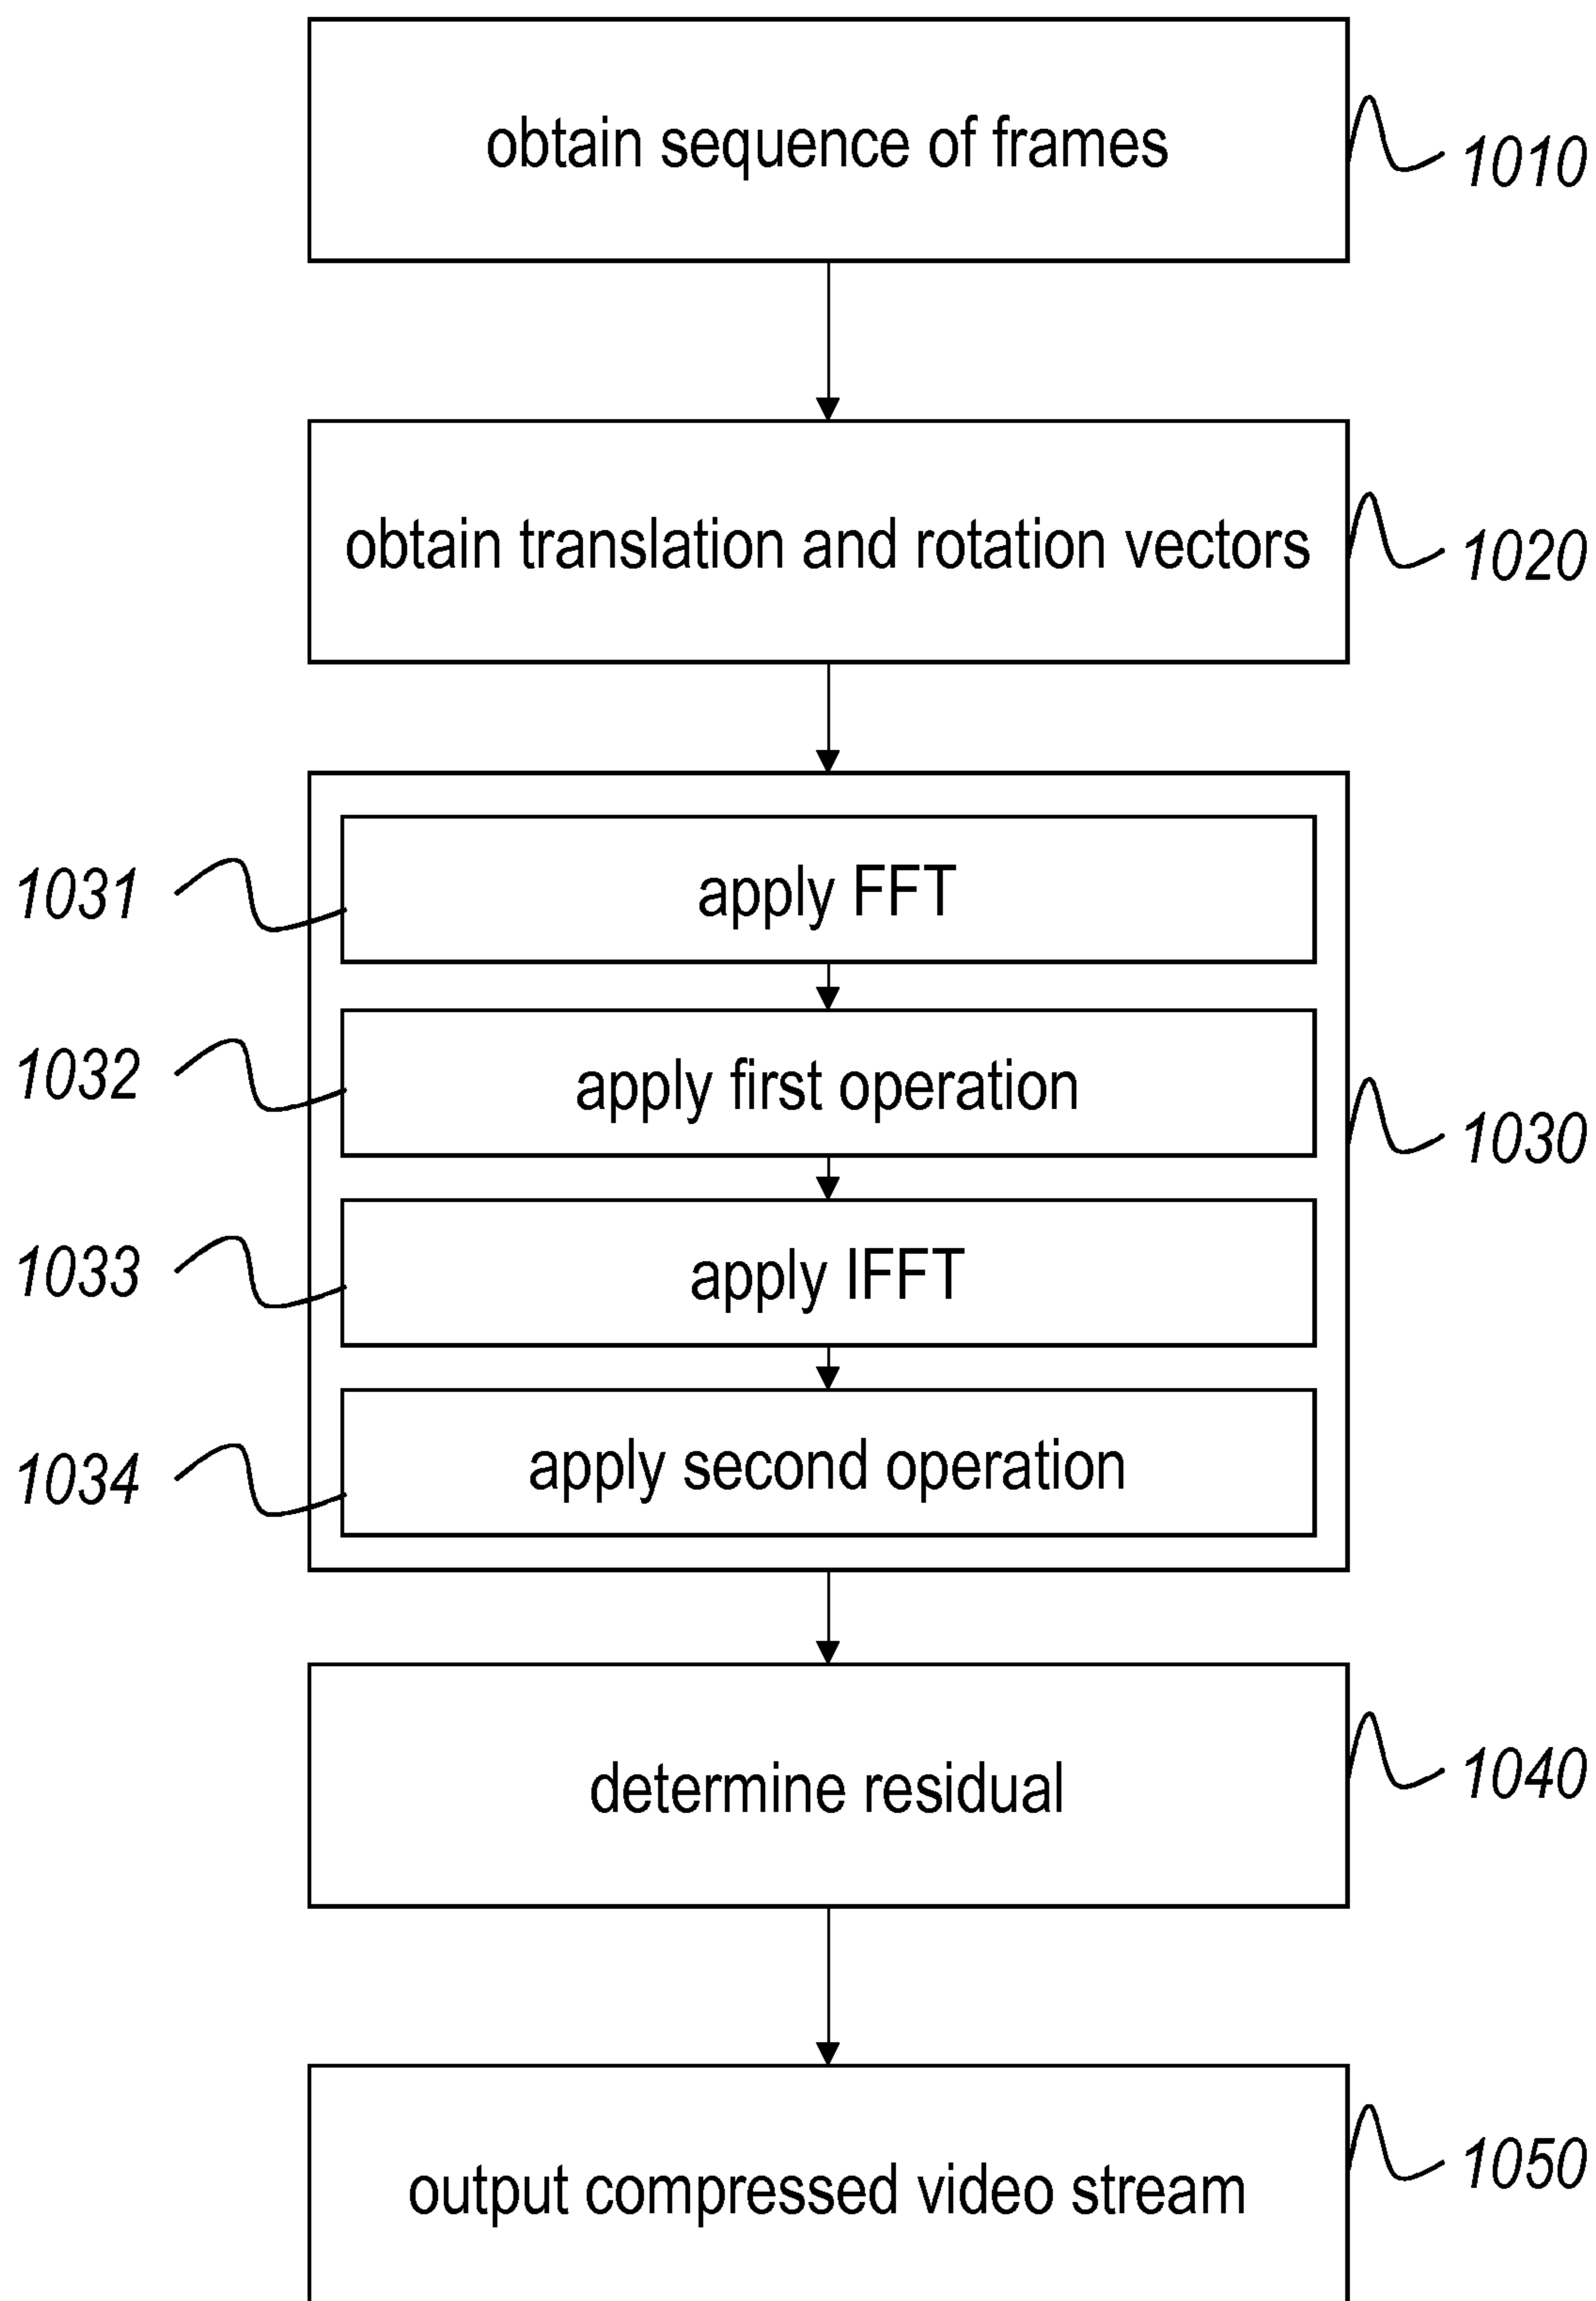 obtain sequence of frames
1010
obtain translation and rotation vectors
1020
1031
apply FFT
1032
apply first operation
1030
1033
apply IFFT
1034
apply second operation
determine residual
1040
output compressed video stream
1050